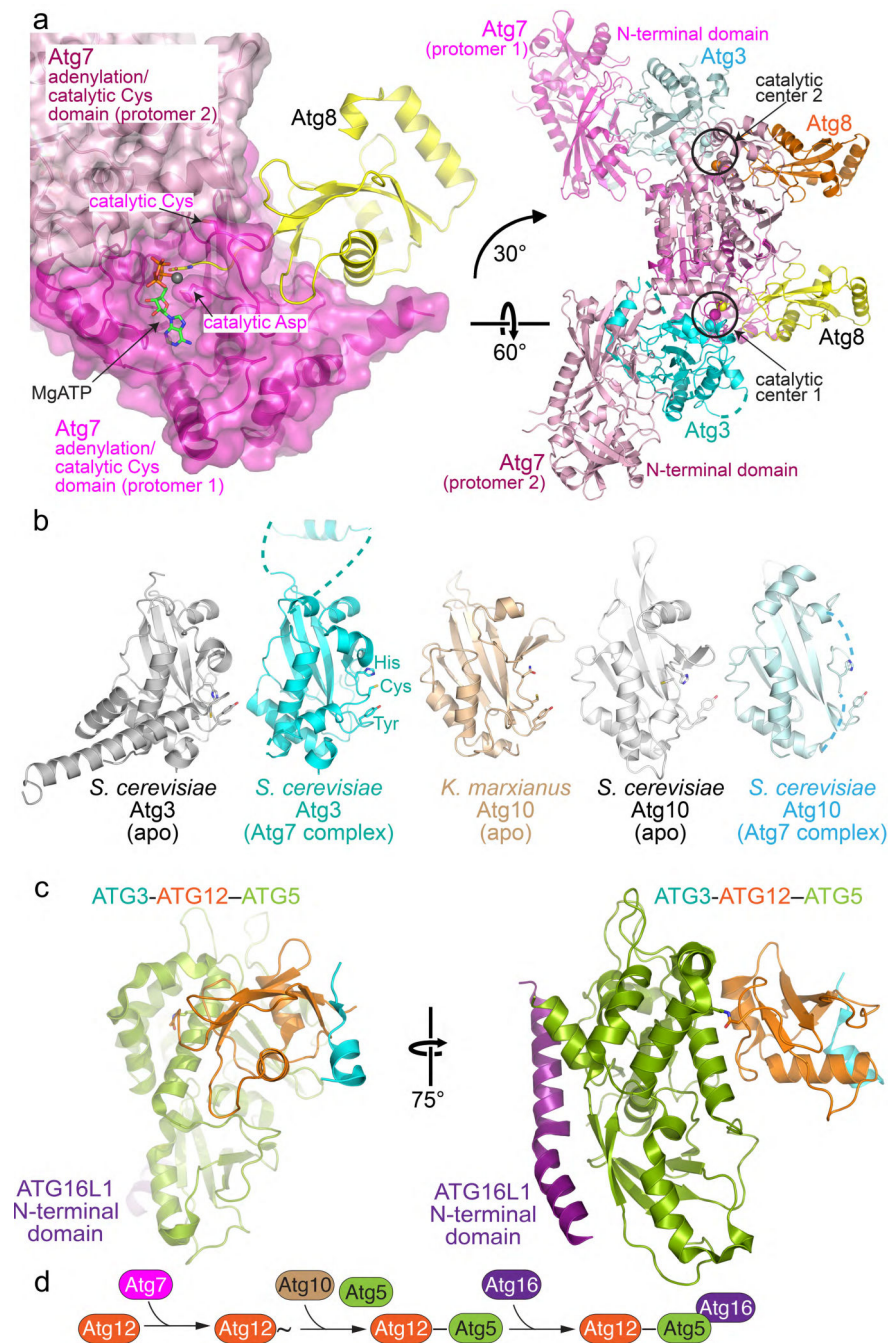 a
Atg7
adenylation/
catalytic Cys
domain (protomer 2)
Atg8
catalytic Cys
catalytic Asp
MgATP
Atg7
adenylation/
catalytic Cys
domain (protomer 1)
30°
60°
Atg7
(protomer 1)
N-terminal domain
Atg3
catalytic
center 2
Atg8
Atg8
catalytic
center 1
Atg3
Atg7
(protomer 2)
N-terminal domain
b
His
Cys
Tyr
S. cerevisiae
Atg3
(apo)
S. cerevisiae
Atg3
(Atg7 complex)
K. marxianus
Atg10
(apo)
S. cerevisiae
Atg10
(apo)
S. cerevisiae
Atg10
(Atg7 complex)
c
ATG3-ATG12–ATG5
ATG3-ATG12–ATG5
75°
ATG16L1
N-terminal
domain
ATG16L1
N-terminal
domain
d
Atg7
Atg10
Atg5
Atg16
Atg12
Atg12~
Atg12–Atg5
Atg12–Atg5
Atg16